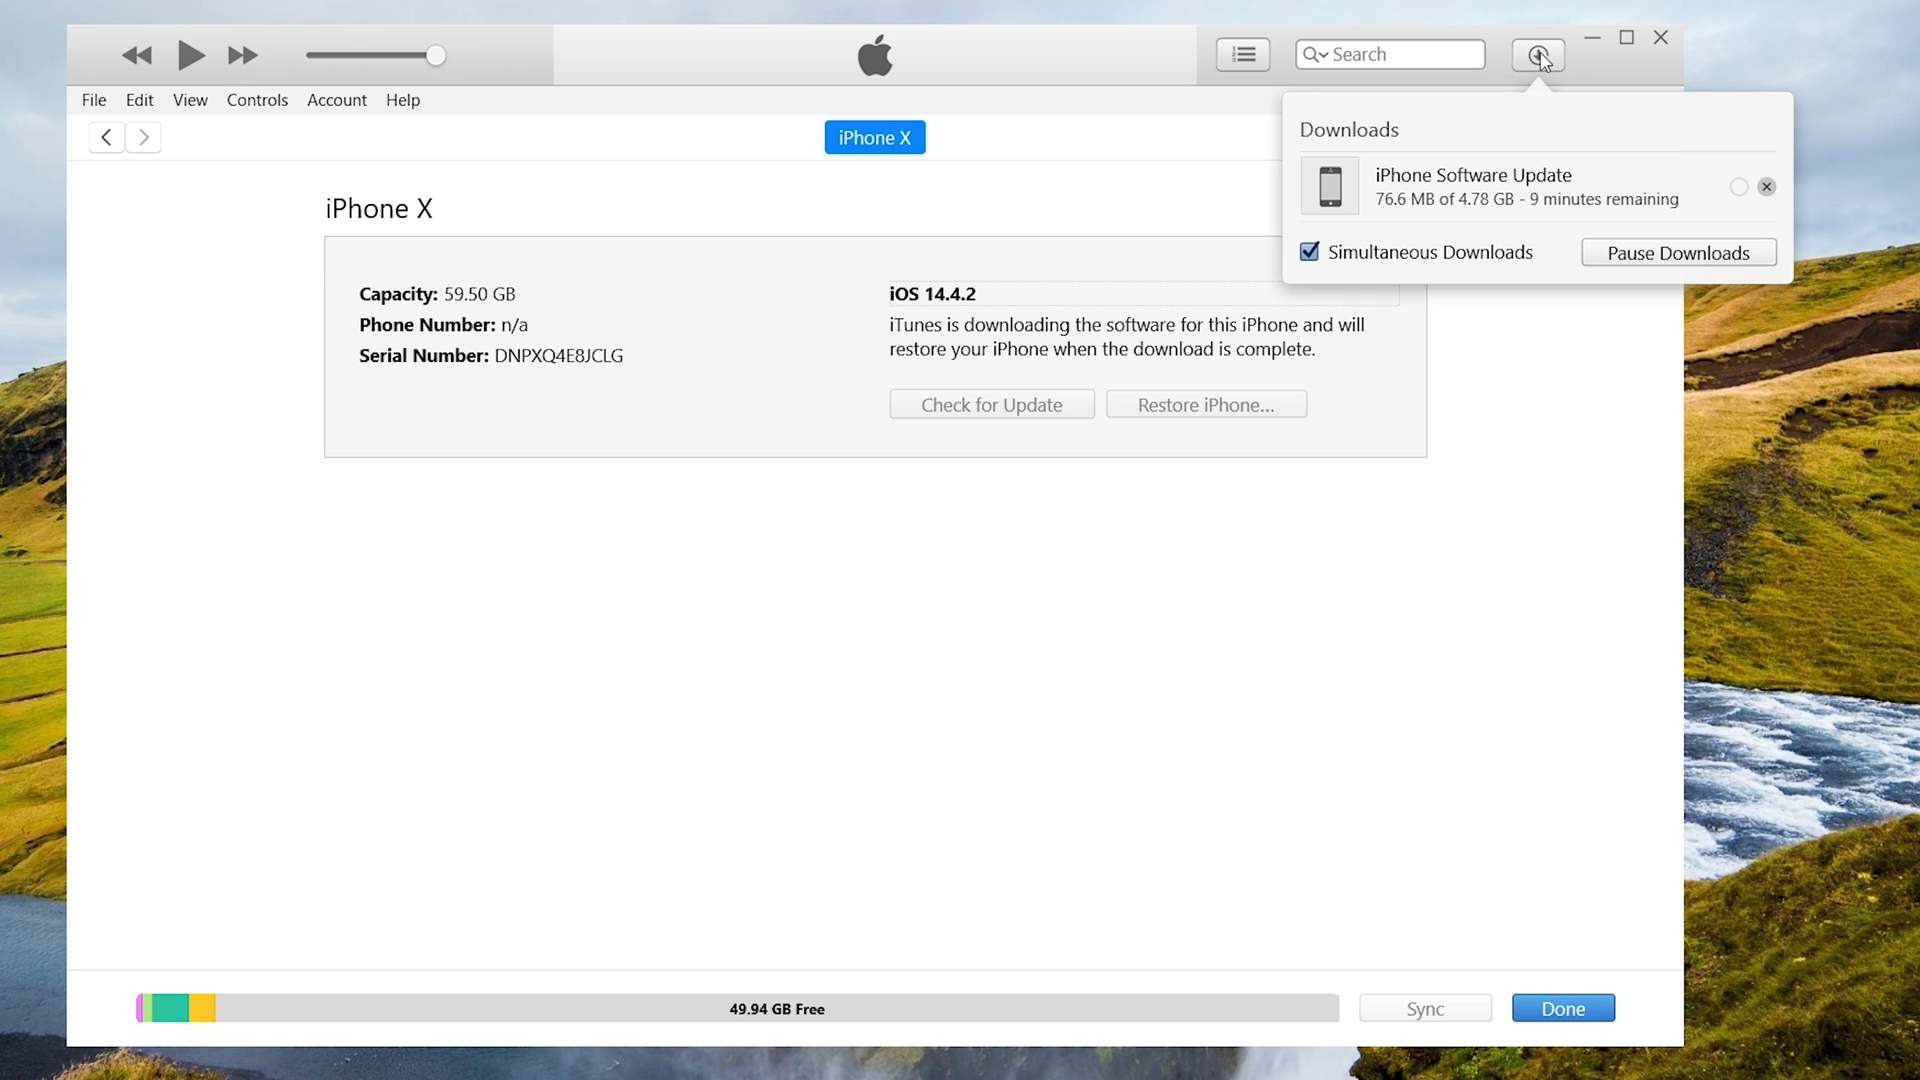 Search
File Edit View Controls Account Help
iPhone X
Downloads
iPhone Software Update
76.6 MB of 4.78 GB - 9 minutes remaining
Simultaneous Downloads
Pause Downloads
iPhone X
Capacity: 59.50 GB
Phone Number: n/a
Serial Number: DNPXQ4E8JCLG
iOS 14.4.2
iTunes is downloading the software for this iPhone and will
restore your iPhone when the download is complete.
Check for Update
Restore iPhone...
49.94 GB Free
Sync
Done